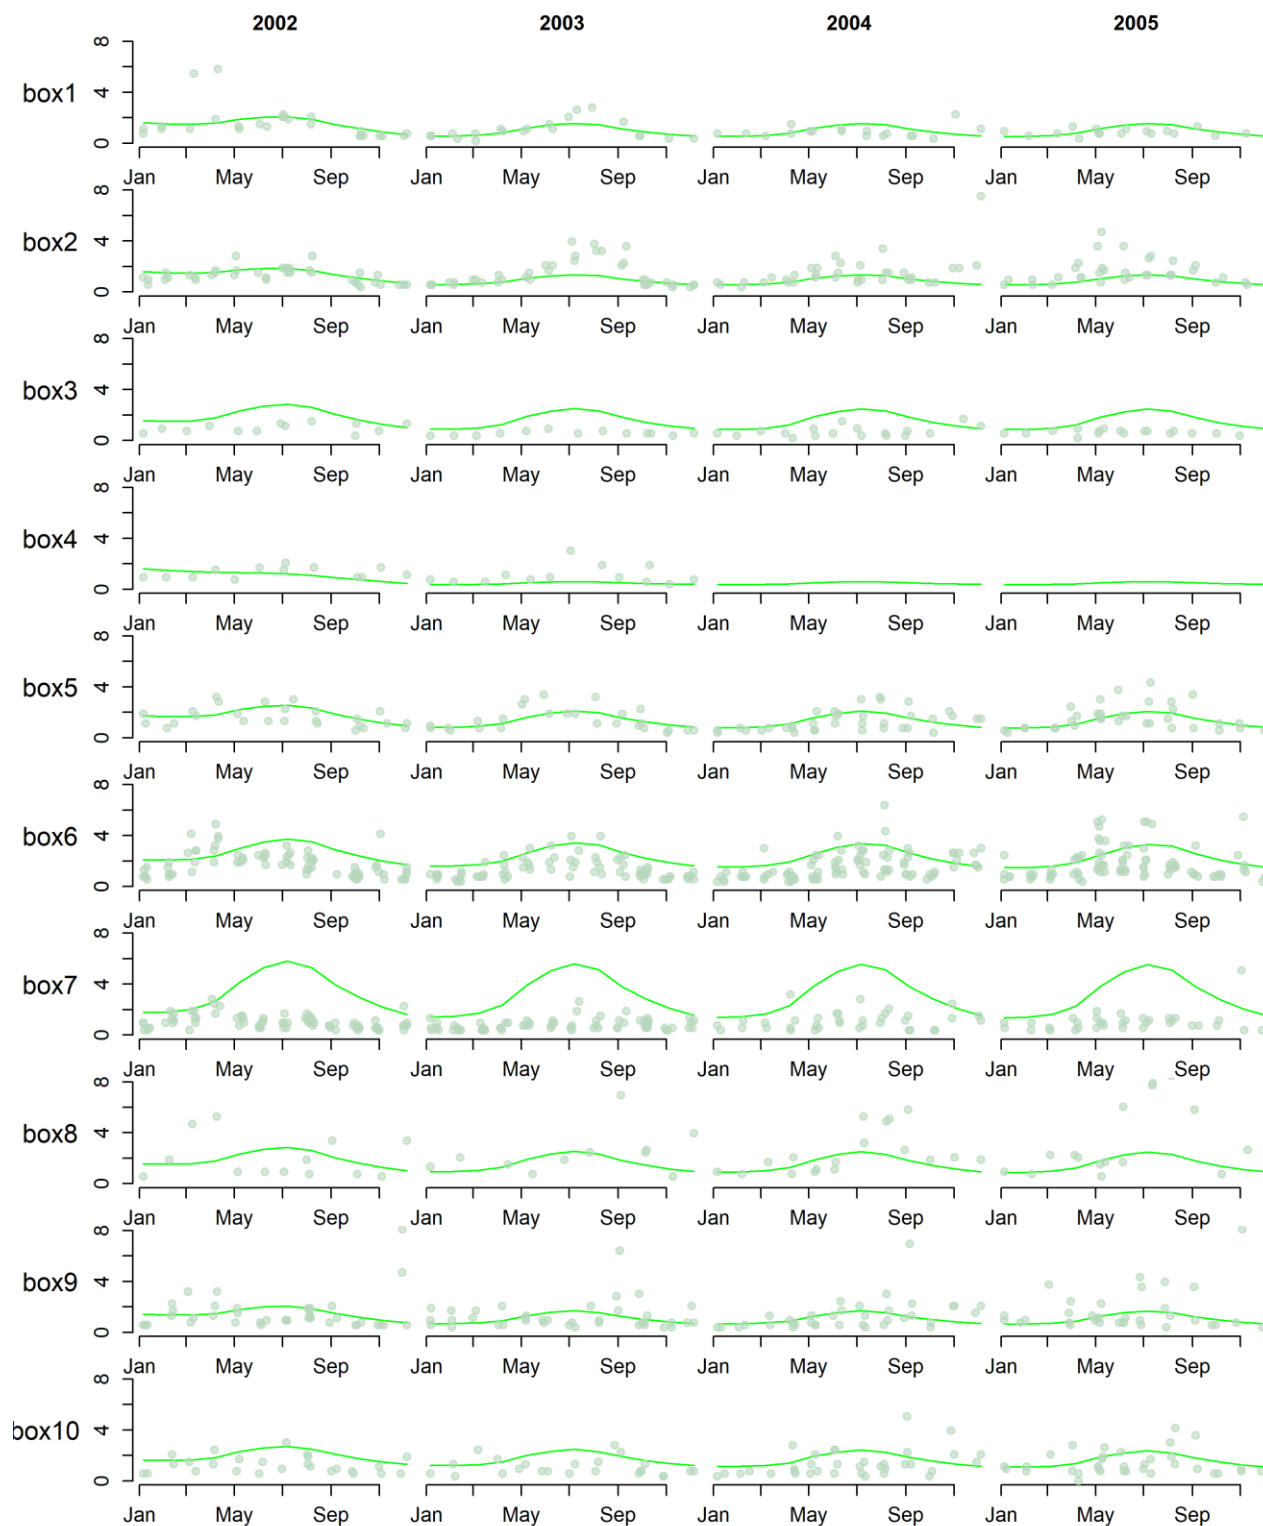 2002 2003 2004 2005
box1 0 4 8
Jan May Sep Jan May Sep Jan May Sep Jan May Sep
box2 0 4 8
Jan May Sep Jan May Sep Jan May Sep Jan May Sep
box3 0 4 8
Jan May Sep Jan May Sep Jan May Sep Jan May Sep
box4 0 4 8
Jan May Sep Jan May Sep Jan May Sep Jan May Sep
box5 0 4 8
Jan May Sep Jan May Sep Jan May Sep Jan May Sep
box6 0 4 8
Jan May Sep Jan May Sep Jan May Sep Jan May Sep
box7 0 4 8
Jan May Sep Jan May Sep Jan May Sep Jan May Sep
box8 0 4 8
Jan May Sep Jan May Sep Jan May Sep Jan May Sep
box9 0 4 8
Jan May Sep Jan May Sep Jan May Sep Jan May Sep
box10 0 4 8
Jan May Sep Jan May Sep Jan May Sep Jan May Sep